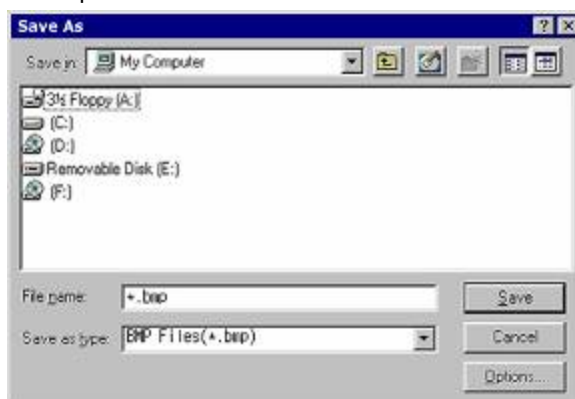 Save As
Save in: My Computer
3½ Floppy (A:)
(C:)
(D:)
Removable Disk (E:)
(F:)
File name: *.bmp Save
Save as type: BMP Files(*.bmp) Cancel
Options...